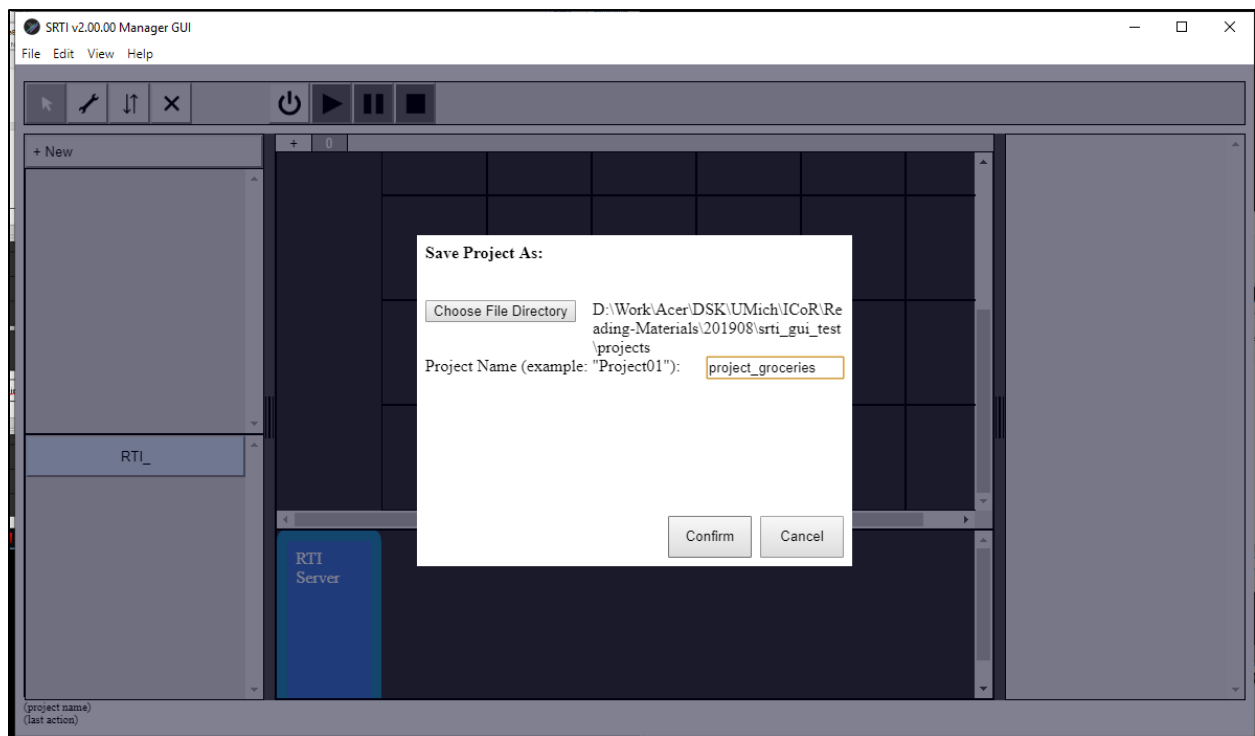 SRTI v2.00.00 Manager GUI
File Edit View Help
+ New
+ 0
Save Project As:
Choose File Directory
D:\Work\Acer\DSK\UMich\ICoR\Re
ading-Materials\201908\srti_gui_test
\projects
Project Name (example: "Project01"):
project_groceries
RTI_
Confirm
Cancel
RTI
Server
(project name)
(last action)